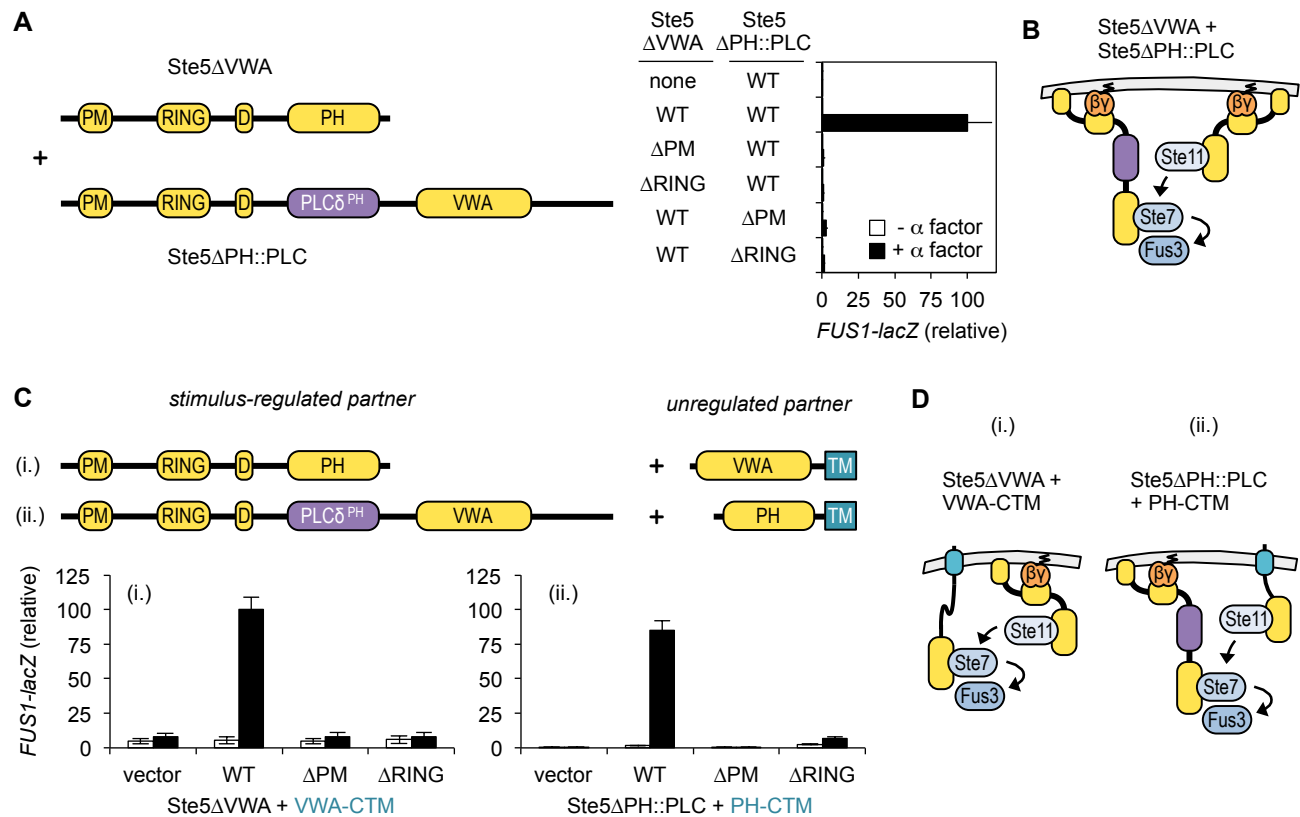 A
Ste5ΔVWA
PM RING D PH
+
PM RING D PLCδPH VWA
Ste5ΔPH::PLC
Ste5 Ste5
ΔVWA ΔPH::PLC
none WT
WT WT
ΔPM WT
ΔRING WT
WT ΔPM
WT ΔRING
- α factor
+ α factor
0 25 50 75 100
FUS1-lacZ (relative)
B
Ste5ΔVWA +
Ste5ΔPH::PLC
βγ βγ
Ste11
Ste7
Fus3
C
stimulus-regulated partner unregulated partner
(i.) PM RING D PH + VWA TM
(ii.) PM RING D PLCδPH VWA + PH TM
FUS1-lacZ (relative)
125
100
75
50
25
0
(i.)
vector WT ΔPM ΔRING
Ste5ΔVWA + VWA-CTM
125
100
75
50
25
0
(ii.)
vector WT ΔPM ΔRING
Ste5ΔPH::PLC + PH-CTM
D
(i.)
Ste5ΔVWA +
VWA-CTM
βγ
Ste11
Ste7
Fus3
(ii.)
Ste5ΔPH::PLC
+ PH-CTM
βγ
Ste11
Ste7
Fus3